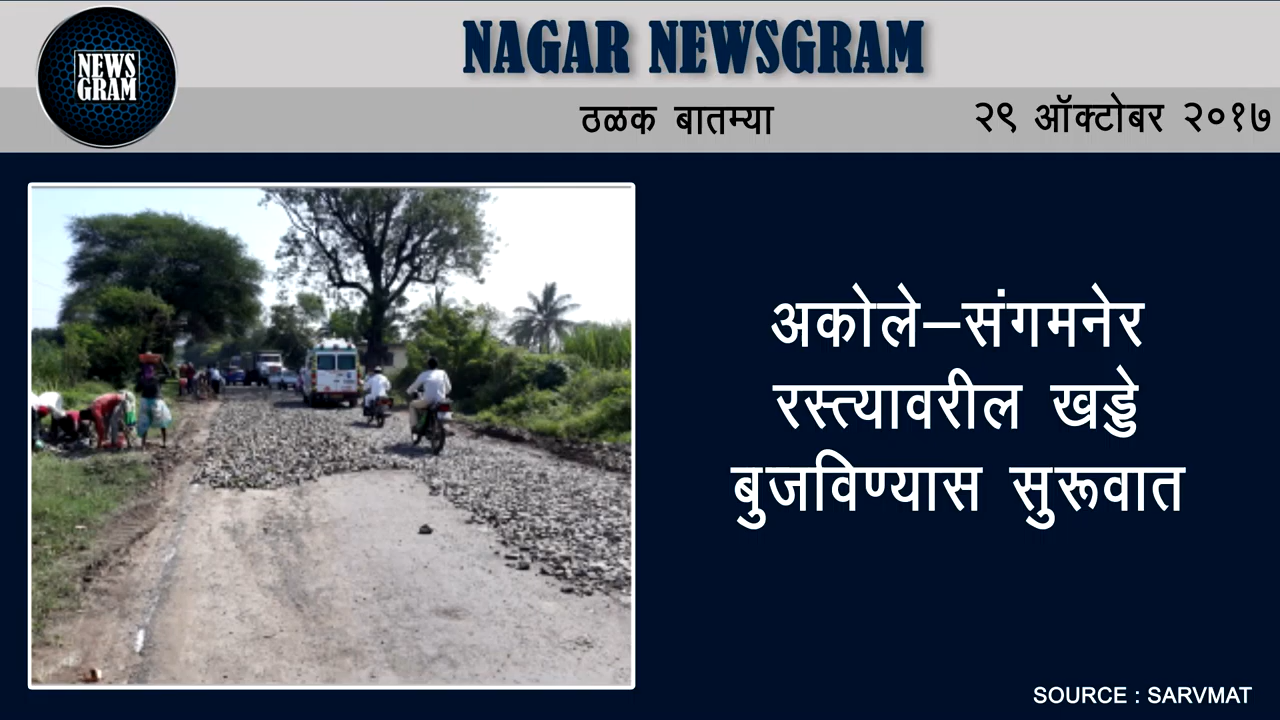 NEWS
GRAM
NAGAR NEWSGRAM
ठळक बातम्या
२९ ऑक्टोबर २०१७
अकोले–संगमनेर
रस्त्यावरील खड्डे
बुजविण्यास सुरूवात
SOURCE : SARVMAT